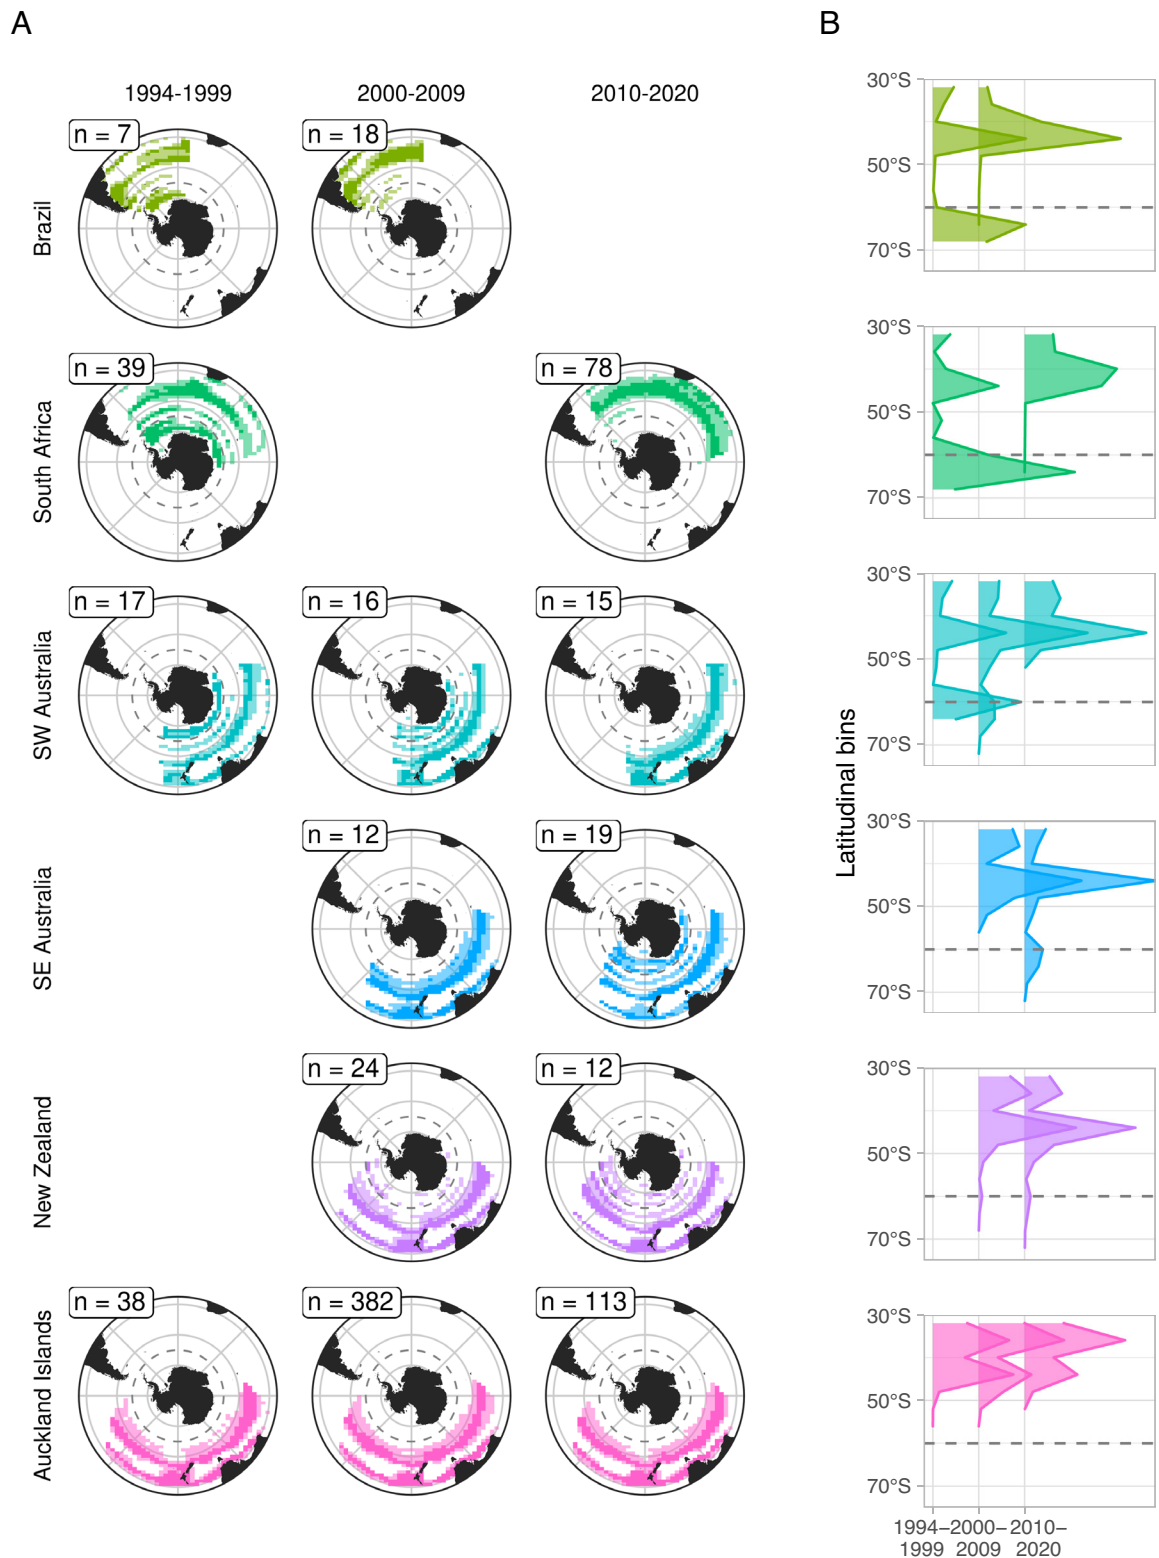 A
B
1994-1999
2000-2009
2010-2020
Brazil
n = 7
n = 18
South Africa
n = 39
n = 78
SW Australia
n = 17
n = 16
n = 15
SE Australia
n = 12
n = 19
New Zealand
n = 24
n = 12
Auckland Islands
n = 38
n = 382
n = 113
Latitudinal bins
30°S
50°S
70°S
30°S
50°S
70°S
30°S
50°S
70°S
30°S
50°S
70°S
30°S
50°S
70°S
30°S
50°S
70°S
1994–2000–2010–
1999 2009 2020